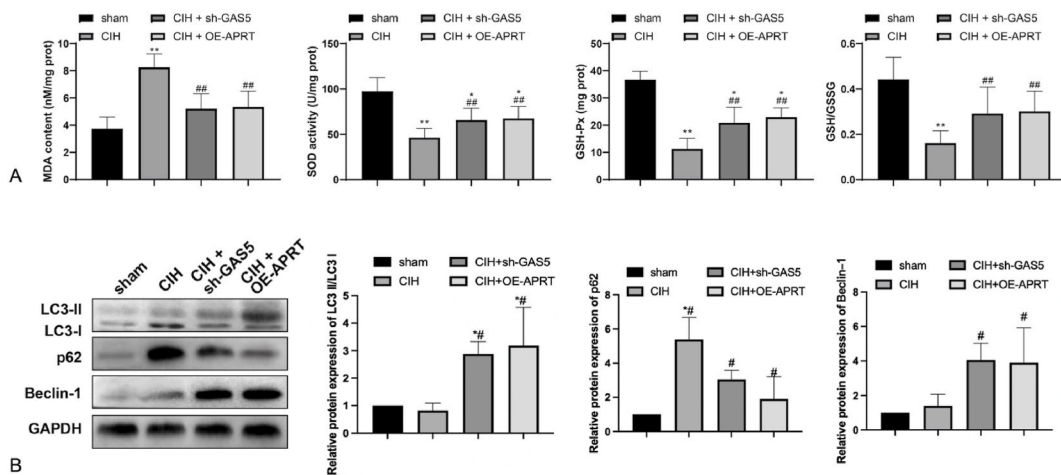 sham
CIH + sh-GAS5
CIH
CIH + OE-APRT
MDA content (nM/mg prot)
10
8
6
4
2
0
**
##
##
sham
CIH + sh-GAS5
CIH
CIH + OE-APRT
SOD activity (U/mg prot)
150
100
50
0
**
*
##
*
##
sham
CIH + sh-GAS5
CIH
CIH + OE-APRT
GSH-Px (mg prot)
50
40
30
20
10
0
**
*
##
*
##
sham
CIH + sh-GAS5
CIH
CIH + OE-APRT
GSH/GSSG
0.6
0.4
0.2
0.0
**
##
##
A
sham
CIH
CIH +
sh-GAS5
CIH +
OE-APRT
LC3-II
LC3-I
p62
Beclin-1
GAPDH
sham
CIH+sh-GAS5
CIH
CIH+OE-APRT
Relative protein expression of LC3 II/LC3 I
5
4
3
2
1
0
*#
*#
sham
CIH+sh-GAS5
CIH
CIH+OE-APRT
Relative protein expression of p62
8
6
4
2
0
*#
#
#
sham
CIH+sh-GAS5
CIH
CIH+OE-APRT
Relative protein expression of Beclin-1
8
6
4
2
0
#
#
B